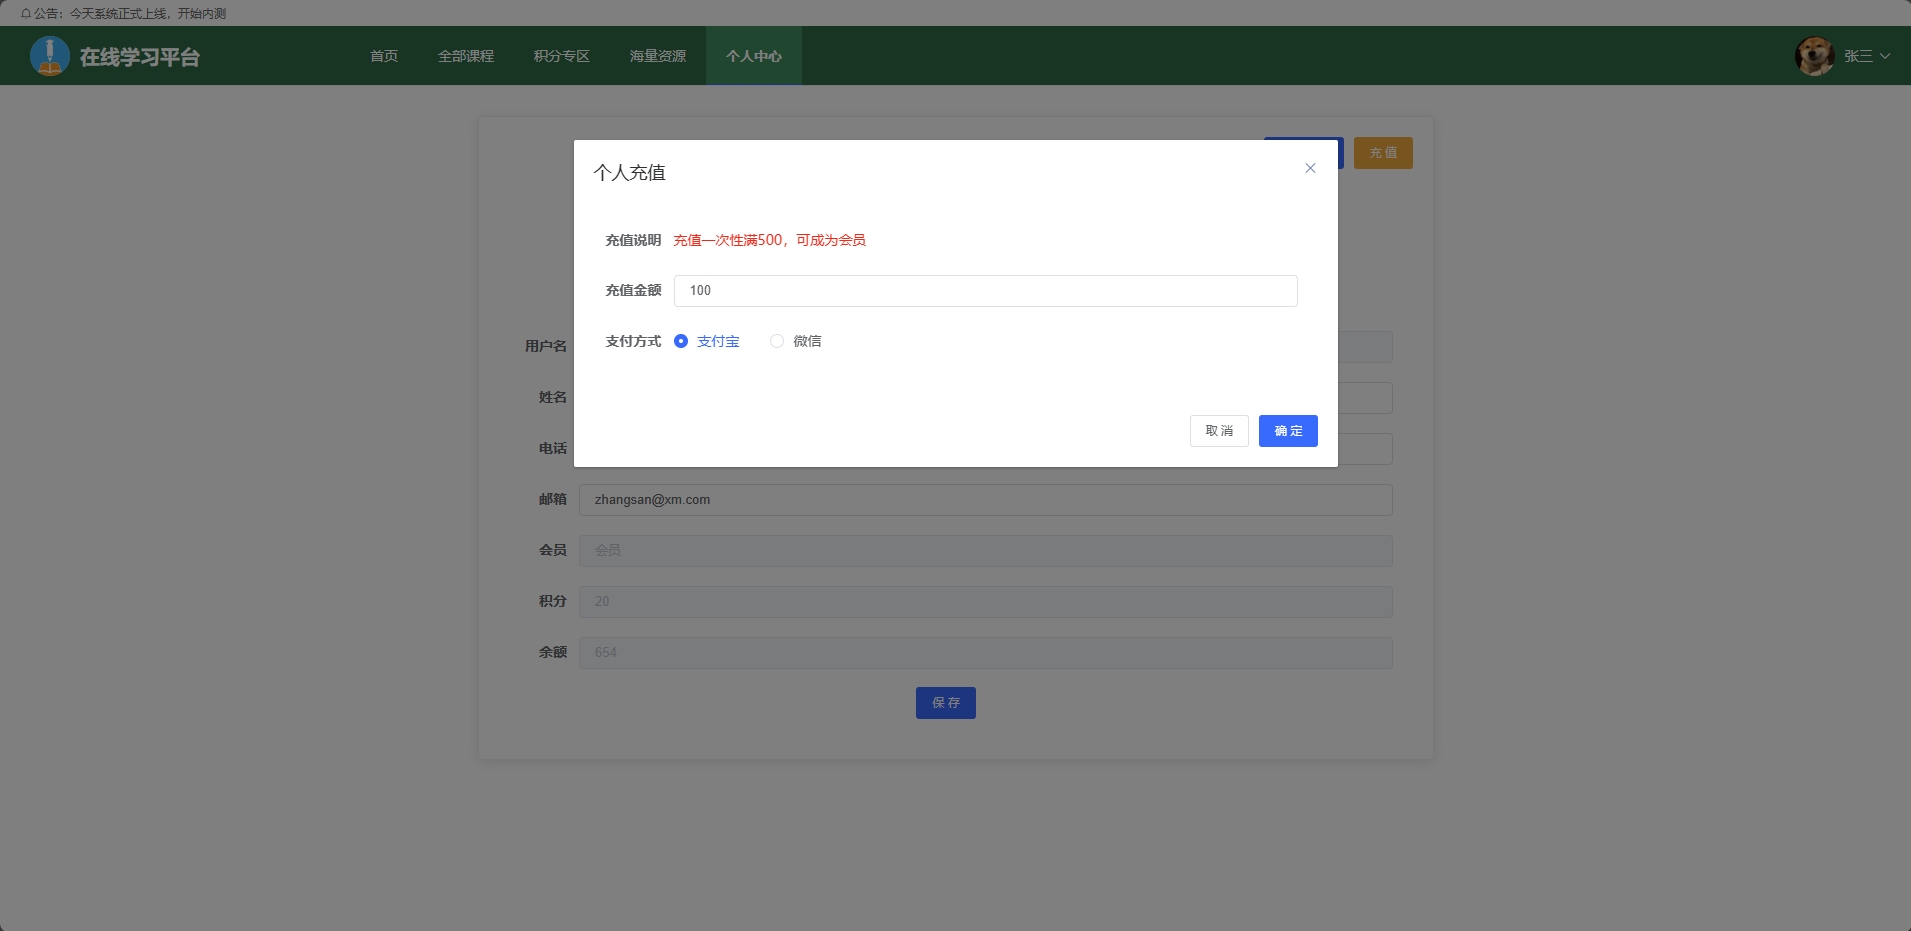 公告：今天系统正式上线，开始内测
在线学习平台 首页 全部课程 积分专区 海量资源 个人中心 张三
充 值
个人充值
充值说明 充值一次性满500，可成为会员
充值金额 100
支付方式 支付宝 微信
取 消 确 定
用户名
姓名
电话
邮箱 zhangsan@xm.com
会员 会员
积分 20
余额 654
保 存